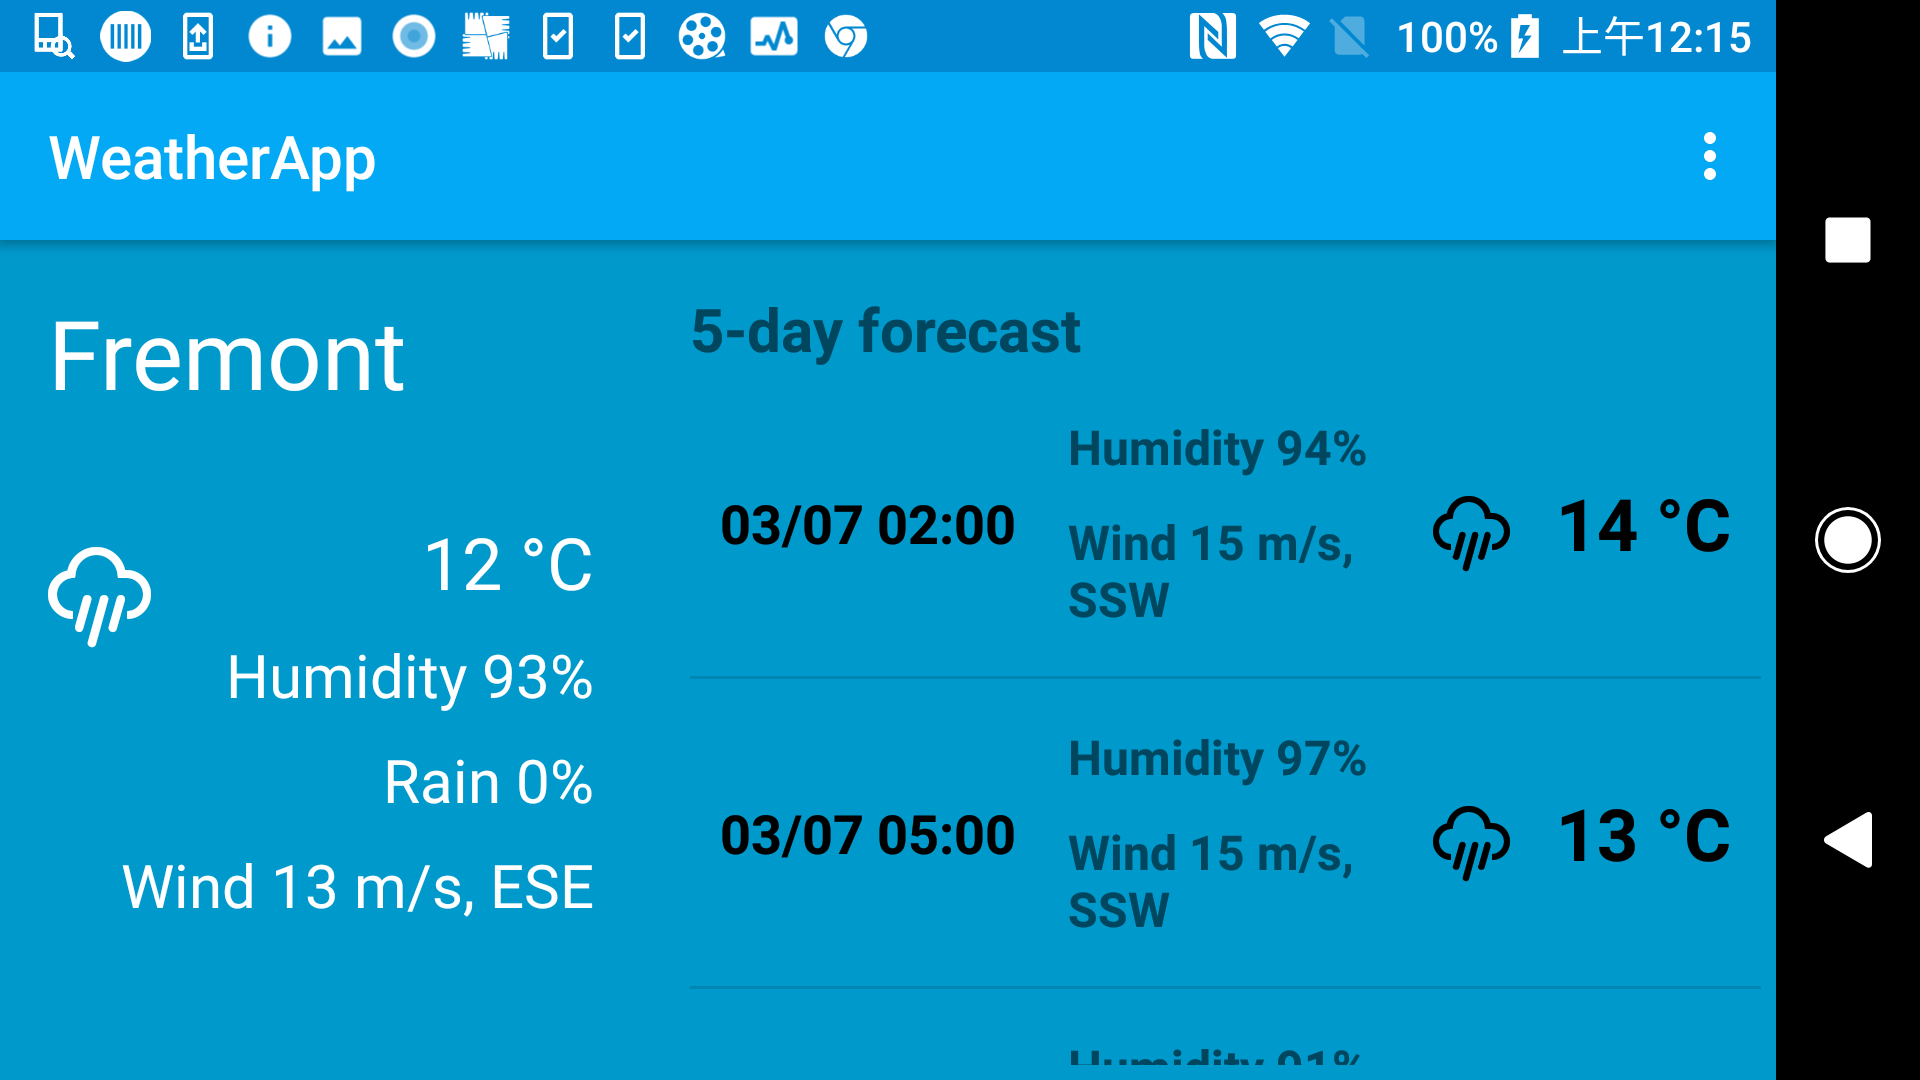 100% 上午12:15
WeatherApp
Fremont
12 °C
Humidity 93%
Rain 0%
Wind 13 m/s, ESE
5-day forecast
03/07 02:00
Humidity 94%
Wind 15 m/s,
SSW
14 °C
03/07 05:00
Humidity 97%
Wind 15 m/s,
SSW
13 °C
Humidity 91%